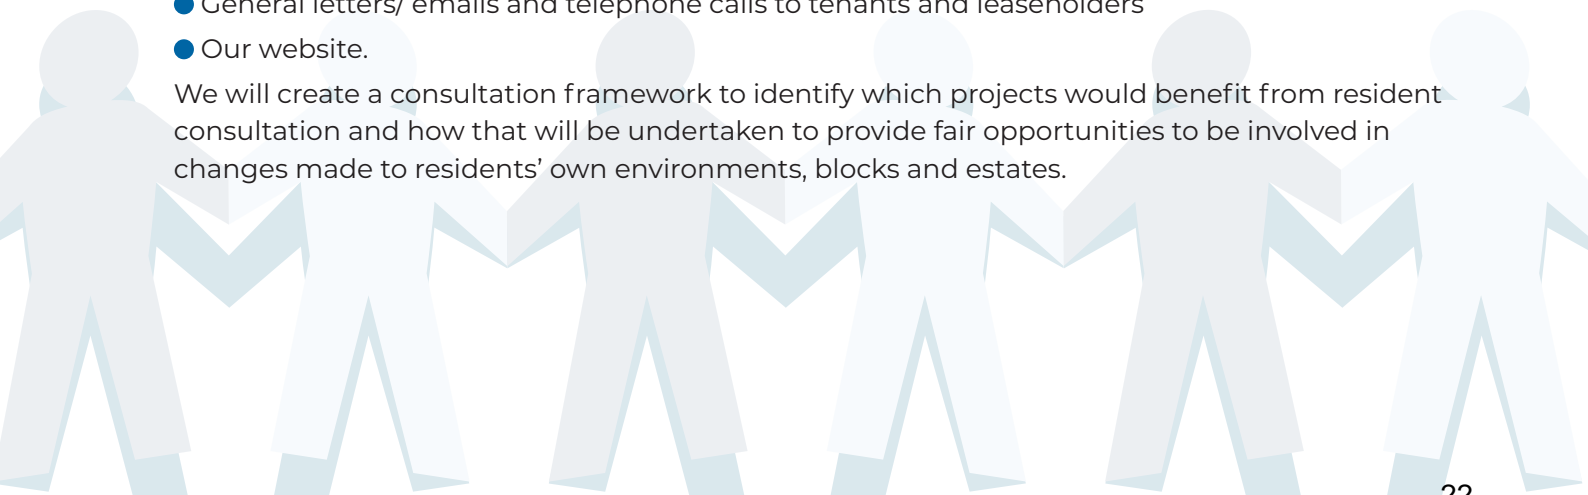 ● General letters/ emails and telephone calls to tenants and leaseholders
● Our website.
We will create a consultation framework to identify which projects would benefit from resident
consultation and how that will be undertaken to provide fair opportunities to be involved in
changes made to residents’ own environments, blocks and estates.
22